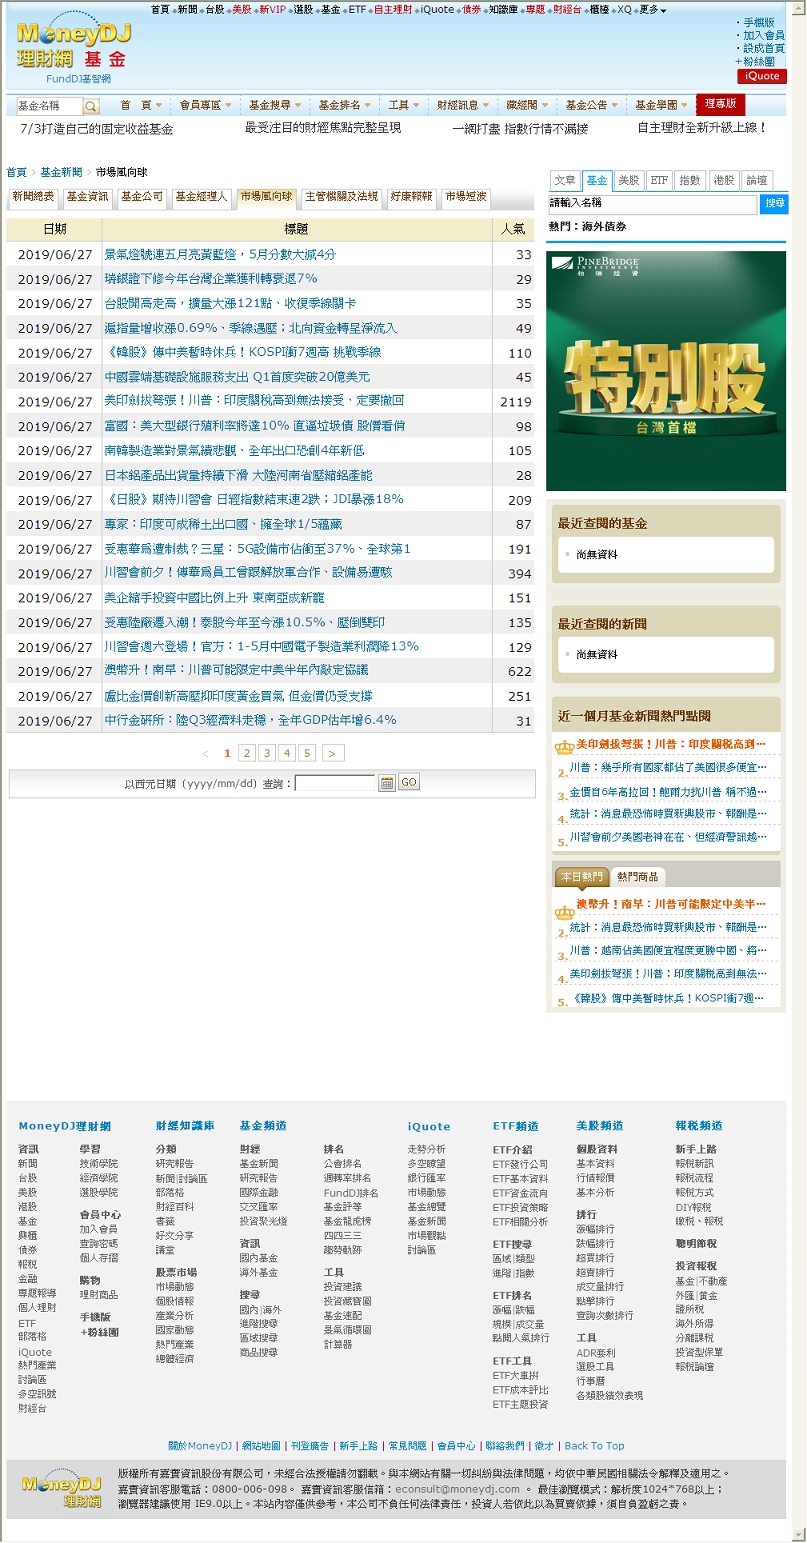 首頁 新聞 台股 美股 新VIP 選股 基金 ETF 自主理財 iQuote 債券 知識庫 專題 財經台 櫃檯 XQ 更多
MoneyDJ
理財網 基金
FundDJ基智網
・手機版
・加入會員
・設成首頁
+粉絲團
iQuote
基金名稱 首 頁 會員專區 基金搜尋 基金排名 工具 財經訊息 藏經閣 基金公告 基金學園 理專版
7/3打造自己的固定收益基金 最受注目的財經焦點完整呈現 一網打盡 指數行情不漏接 自主理財全新升級上線！
首頁 > 基金新聞 > 市場風向球
新聞總表 基金資訊 基金公司 基金經理人 市場風向球 主管機關及法規 好康報報 市場短波
日期 標題 人氣
2019/06/27 景氣燈號連五月亮黃藍燈，5月分數大減4分 33
2019/06/27 瑞銀證下修今年台灣企業獲利轉衰退7% 29
2019/06/27 台股開高走高，擴量大漲121點、收復季線關卡 35
2019/06/27 滬指量增收漲0.69%、季線遇壓；北向資金轉呈淨流入 49
2019/06/27 《韓股》傳中美暫時休兵！KOSPI衝7週高 挑戰季線 110
2019/06/27 中國雲端基礎設施服務支出 Q1首度突破20億美元 45
2019/06/27 美印劍拔弩張！川普：印度關稅高到無法接受、定要撤回 2119
2019/06/27 富國：美大型銀行殖利率將達10% 直逼垃圾債 股價看俏 98
2019/06/27 南韓製造業對景氣續悲觀、全年出口恐創4年新低 105
2019/06/27 日本鋁產品出貨量持續下滑 大陸河南省壓縮鋁產能 28
2019/06/27 《日股》期待川習會 日經指數結束連2跌；JDI暴漲18% 209
2019/06/27 專家：印度可成稀土出口國、擁全球1/5蘊藏 87
2019/06/27 受惠華爲遭制裁？三星：5G設備市佔衝至37%、全球第1 191
2019/06/27 川習會前夕！傳華爲員工曾跟解放軍合作、設備易遭駭 394
2019/06/27 美企縮手投資中國比例上升 東南亞成新寵 151
2019/06/27 受惠陸廠遷入潮！泰股今年至今漲10.5%、壓倒雙印 135
2019/06/27 川習會週六登場！官方：1-5月中國電子製造業利潤降13% 129
2019/06/27 澳幣升！南早：川普可能限定中美半年內敲定協議 622
2019/06/27 盧比金價創新高壓抑印度黃金買氣 但金價仍受支撐 251
2019/06/27 中行金研所：陸Q3經濟料走穩，全年GDP估年增6.4% 31
< 1 2 3 4 5 >
以西元日期（yyyy/mm/dd）查詢： GO
文章 基金 美股 ETF 指數 港股 論壇
請輸入名稱 搜尋
熱門：海外債券
PINEBRIDGE
INVESTMENTS
柏瑞投資
特別股
台灣首檔
最近查閱的基金
尚無資料
最近查閱的新聞
尚無資料
近一個月基金新聞熱門點閱
美印劍拔弩張！川普：印度關稅高到…
2. 川普：幾乎所有國家都佔了美國很多便宜…
3. 金價自6年高拉回！鮑爾力抗川普 稱不過…
4. 統計：消息最恐怖時買新興股市、報酬是…
5. 川習會前夕美國老神在在、但經濟警訊越…
本日熱門 熱門商品
澳幣升！南早：川普可能限定中美半…
2. 統計：消息最恐怖時買新興股市、報酬是…
3. 川普：越南佔美國便宜程度更勝中國、將…
4. 美印劍拔弩張！川普：印度關稅高到無法…
5. 《韓股》傳中美暫時休兵！KOSPI衝7週…
MoneyDJ理財網
資訊
新聞
台股
美股
港股
基金
興櫃
債券
報稅
金融
專題報導
個人理財
ETF
部落格
iQuote
熱門產業
討論區
多空訊號
財經台
學習
技術學院
經濟學院
選股學院
會員中心
加入會員
查詢密碼
個人存摺
購物
理財商品
手機版
+粉絲團
財經知識庫
分類
研究報告
新聞|討論區
部落格
財經百科
書籤
好文分享
講堂
股票市場
市場動態
個股情報
產業分析
國家動態
熱門產業
總體經濟
基金頻道
財經
基金新聞
研究報告
國際金融
交叉匯率
投資聚光燈
資訊
國內基金
海外基金
搜尋
國內|海外
進階搜尋
區域搜尋
商品搜尋
排名
公會排名
週轉率排名
FundDJ排名
基金評等
基金龍虎榜
四四三三
趨勢軌跡
工具
投資建議
投資藏寶圖
基金速配
景氣循環圖
計算器
iQuote
走勢分析
多空瞭望
銀行匯率
市場動態
基金總覽
基金新聞
市場觀點
討論區
ETF頻道
ETF介紹
ETF發行公司
ETF基本資料
ETF資金流向
ETF投資策略
ETF相關分析
ETF搜尋
區域|類型
進階|指數
ETF排名
漲幅|跌幅
規模|成交量
點閱人氣排行
ETF工具
ETF大車拚
ETF成本評比
ETF主題投資
美股頻道
個股資料
基本資料
行情報價
基本分析
排行
漲幅排行
跌幅排行
超買排行
超賣排行
成交量排行
點擊排行
查詢次數排行
工具
ADR套利
選股工具
行事曆
各類股績效表現
報稅頻道
新手上路
報稅新訊
報稅流程
報稅方式
DIY報稅
繳稅、報稅
聰明節稅
投資報稅
基金|不動產
外匯|黃金
證所稅
海外所得
分離課稅
投資型保單
報稅論壇
關於MoneyDJ | 網站地圖 | 刊登廣告 | 新手上路 | 常見問題 | 會員中心 | 聯絡我們 | 徵才 | Back To Top
MoneyDJ
理財網
版權所有嘉實資訊股份有限公司，未經合法授權請勿翻載。與本網站有關一切糾紛與法律問題，均依中華民國相關法令解釋及適用之。
嘉實資訊客服電話：0800-006-098。 嘉實資訊客服信箱：econsult@moneydj.com 。 最佳瀏覽模式：解析度1024*768以上；
瀏覽器建議使用 IE9.0以上。本站內容僅供參考，本公司不負任何法律責任，投資人若依此以為買賣依據，須自負盈虧之責。